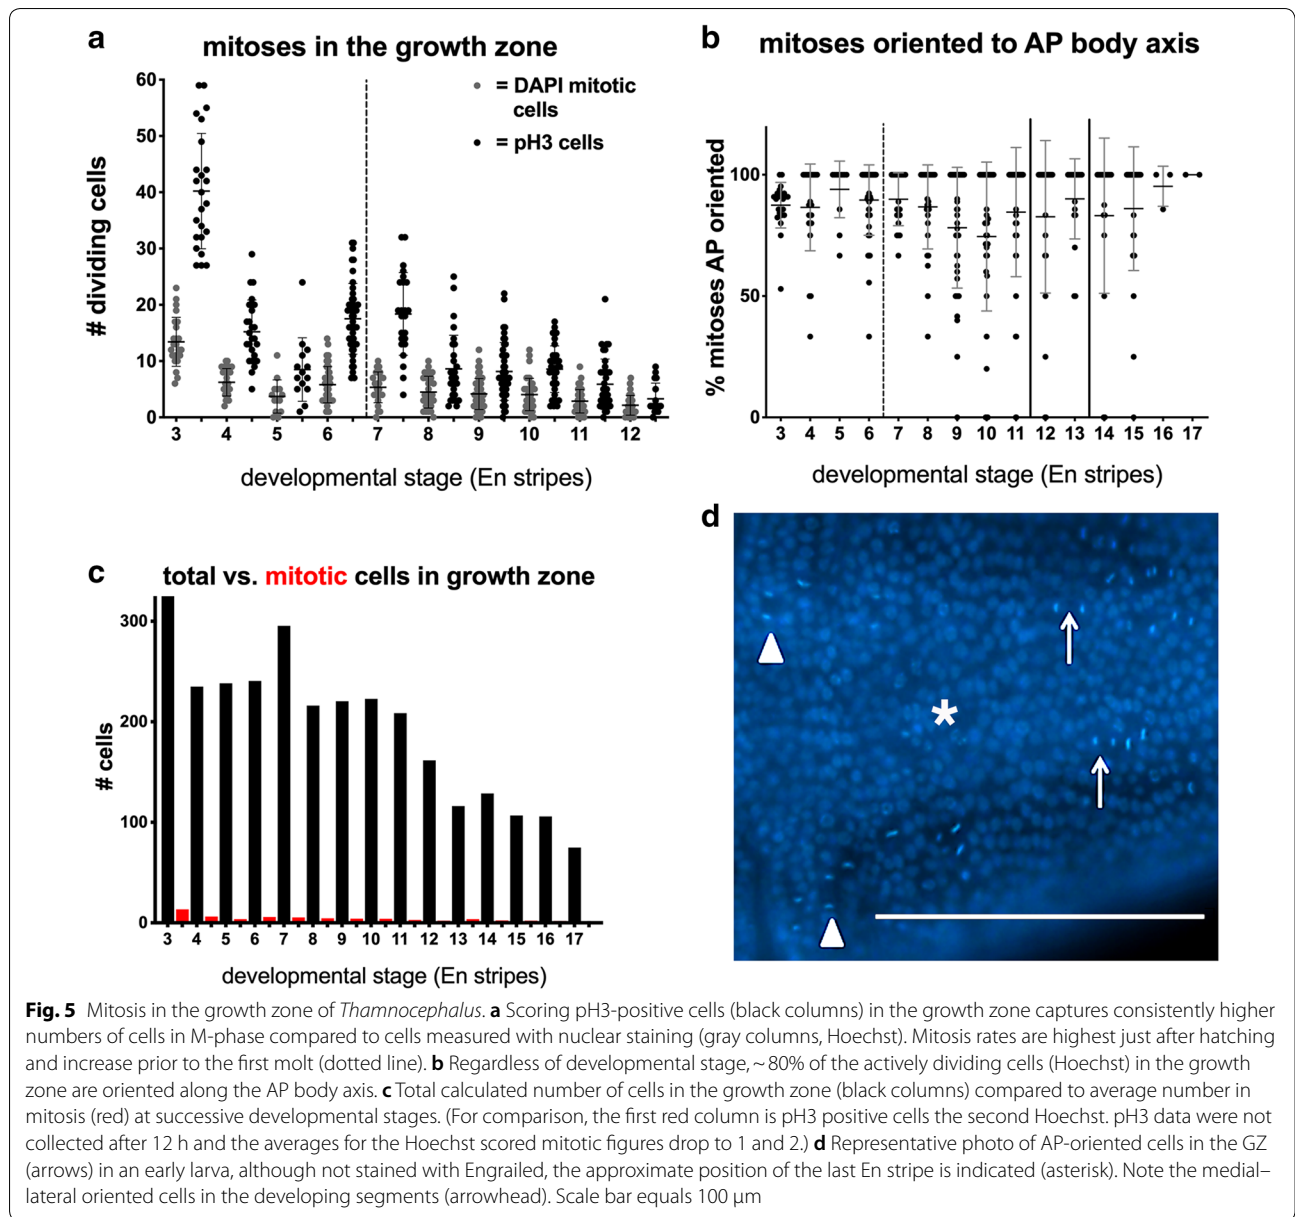 a
mitoses in the growth zone
60
50
40
30
20
10
0
# dividing cells
= DAPI mitotic
cells
= pH3 cells
3 4 5 6 7 8 9 10 11 12
developmental stage (En stripes)
b
mitoses oriented to AP body axis
100
50
0
% mitoses AP oriented
3 4 5 6 7 8 9 10 11 12 13 14 15 16 17
developmental stage (En stripes)
c
total vs. mitotic cells in growth zone
300
200
100
0
# cells
3 4 5 6 7 8 9 10 11 12 13 14 15 16 17
developmental stage (En stripes)
d
*
Fig. 5 Mitosis in the growth zone of Thamnocephalus. a Scoring pH3-positive cells (black columns) in the growth zone captures consistently higher
numbers of cells in M-phase compared to cells measured with nuclear staining (gray columns, Hoechst). Mitosis rates are highest just after hatching
and increase prior to the first molt (dotted line). b Regardless of developmental stage, ~ 80% of the actively dividing cells (Hoechst) in the growth
zone are oriented along the AP body axis. c Total calculated number of cells in the growth zone (black columns) compared to average number in
mitosis (red) at successive developmental stages. (For comparison, the first red column is pH3 positive cells the second Hoechst. pH3 data were not
collected after 12 h and the averages for the Hoechst scored mitotic figures drop to 1 and 2.) d Representative photo of AP-oriented cells in the GZ
(arrows) in an early larva, although not stained with Engrailed, the approximate position of the last En stripe is indicated (asterisk). Note the medial–
lateral oriented cells in the developing segments (arrowhead). Scale bar equals 100 μm